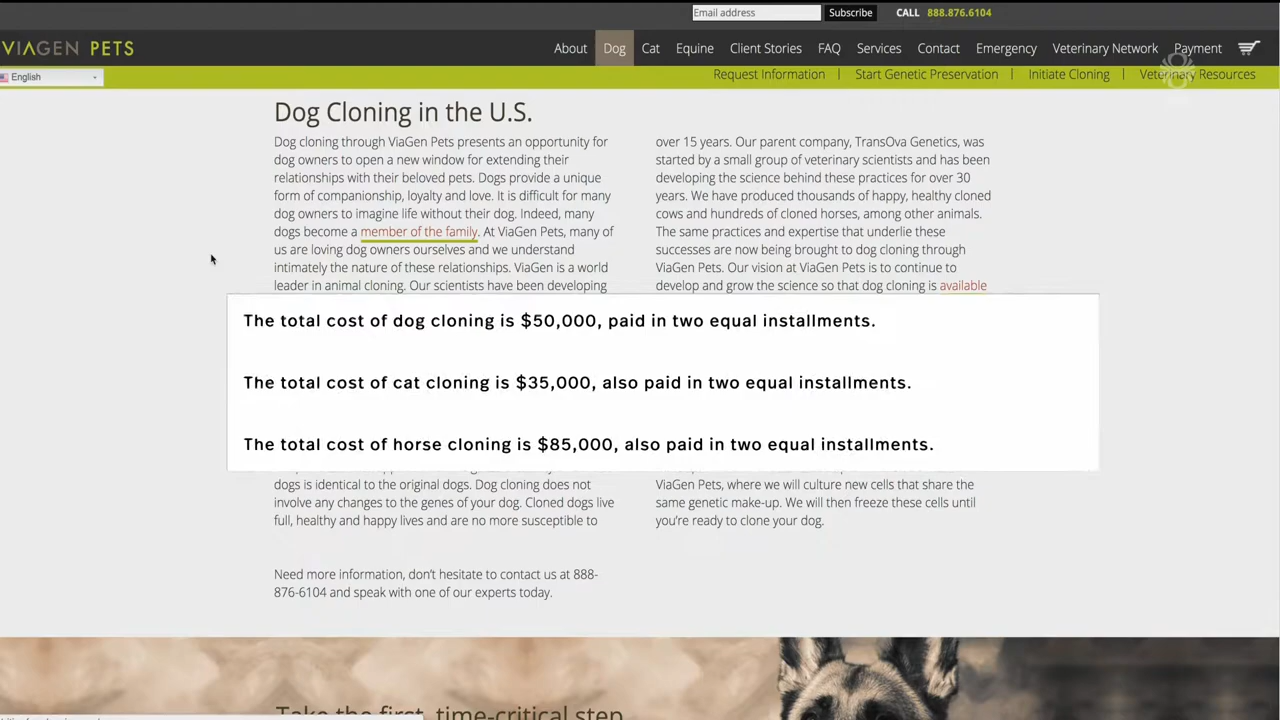 Email address
Subscribe
CALL 888.876.6104
VIAGEN PETS
About
Dog
Cat
Equine
Client Stories
FAQ
Services
Contact
Emergency
Veterinary Network
Payment
English
Request Information
Start Genetic Preservation
Initiate Cloning
Veterinary Resources
Dog Cloning in the U.S.
Dog cloning through ViaGen Pets presents an opportunity for
dog owners to open a new window for extending their
relationships with their beloved pets. Dogs provide a unique
form of companionship, loyalty and love. It is difficult for many
dog owners to imagine life without their dog. Indeed, many
dogs become a member of the family. At ViaGen Pets, many of
us are loving dog owners ourselves and we understand
intimately the nature of these relationships. ViaGen is a world
leader in animal cloning. Our scientists have been developing
over 15 years. Our parent company, TransOva Genetics, was
started by a small group of veterinary scientists and has been
developing the science behind these practices for over 30
years. We have produced thousands of happy, healthy cloned
cows and hundreds of cloned horses, among other animals.
The same practices and expertise that underlie these
successes are now being brought to dog cloning through
ViaGen Pets. Our vision at ViaGen Pets is to continue to
develop and grow the science so that dog cloning is available
The total cost of dog cloning is $50,000, paid in two equal installments.
The total cost of cat cloning is $35,000, also paid in two equal installments.
The total cost of horse cloning is $85,000, also paid in two equal installments.
dogs is identical to the original dogs. Dog cloning does not
involve any changes to the genes of your dog. Cloned dogs live
full, healthy and happy lives and are no more susceptible to
ViaGen Pets, where we will culture new cells that share the
same genetic make-up. We will then freeze these cells until
you're ready to clone your dog.
Need more information, don't hesitate to contact us at 888-
876-6104 and speak with one of our experts today.
Take the first, time-critical step